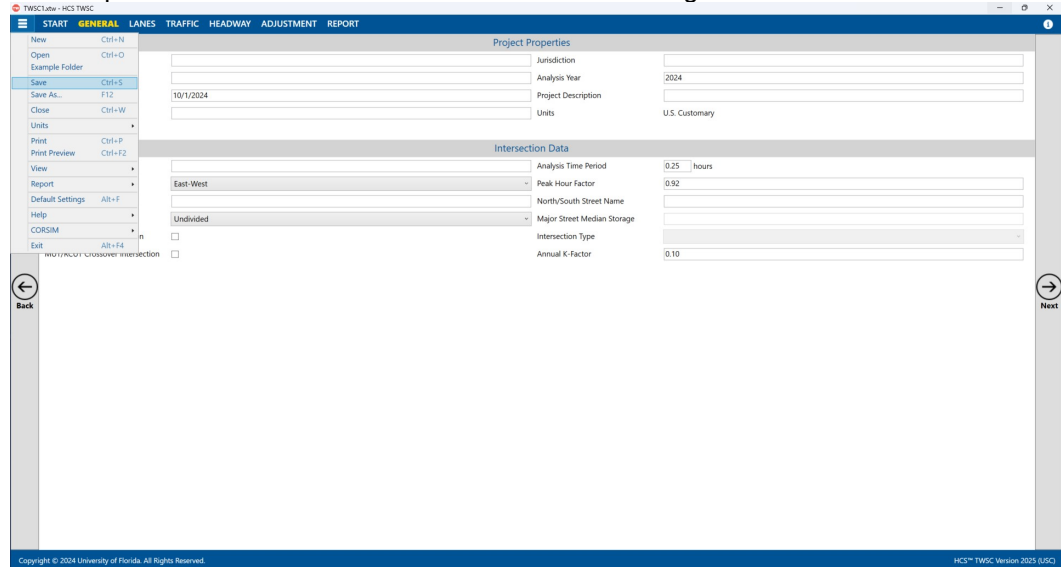 TWSC1.xtw - HCS TWSC
START GENERAL LANES TRAFFIC HEADWAY ADJUSTMENT REPORT
New Ctrl+N
Open Ctrl+O
Example Folder
Save Ctrl+S
Save As... F12
Close Ctrl+W
Units
Print Ctrl+P
Print Preview Ctrl+F2
View
Report
Default Settings Alt+F
Help
CORSIM
Exit Alt+F4
Project Properties
Jurisdiction
Analysis Year 2024
10/1/2024 Project Description
Units U.S. Customary
Intersection Data
Analysis Time Period 0.25 hours
East-West Peak Hour Factor 0.92
North/South Street Name
Undivided Major Street Median Storage
n Intersection Type
MUT/RCUT Crossover Intersection Annual K-Factor 0.10
Back
Next
Copyright © 2024 University of Florida. All Rights Reserved. HCS™ TWSC Version 2025 (USC)